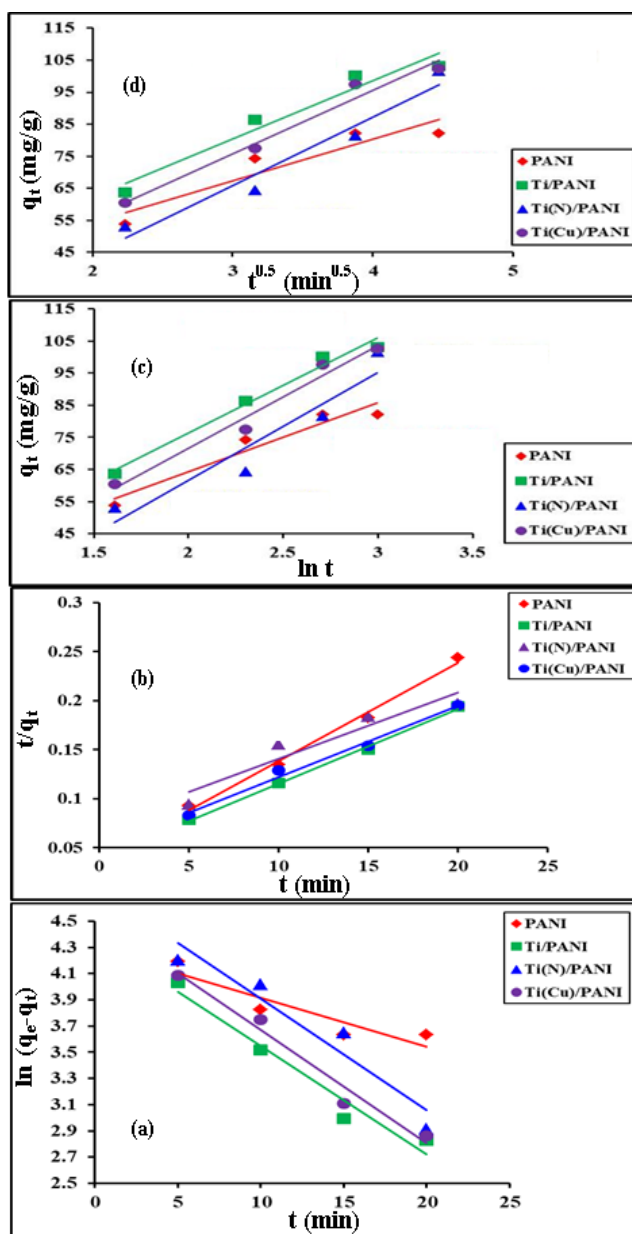 (d)
qt (mg/g)
105
95
85
75
65
55
45
2 3 4 5
t^0.5 (min^0.5)
PANI
Ti/PANI
Ti(N)/PANI
Ti(Cu)/PANI
(c)
qt (mg/g)
115
105
95
85
75
65
55
45
1.5 2 2.5 3 3.5
ln t
PANI
Ti/PANI
Ti(N)/PANI
Ti(Cu)/PANI
(b)
t/qt
0.3
0.25
0.2
0.15
0.1
0.05
0 5 10 15 20 25
t (min)
PANI
Ti/PANI
Ti(N)/PANI
Ti(Cu)/PANI
(a)
ln (qe-qt)
4.5
4.3
4.1
3.9
3.7
3.5
3.3
3.1
2.9
2.7
2.5
0 5 10 15 20 25
t (min)
PANI
Ti/PANI
Ti(N)/PANI
Ti(Cu)/PANI